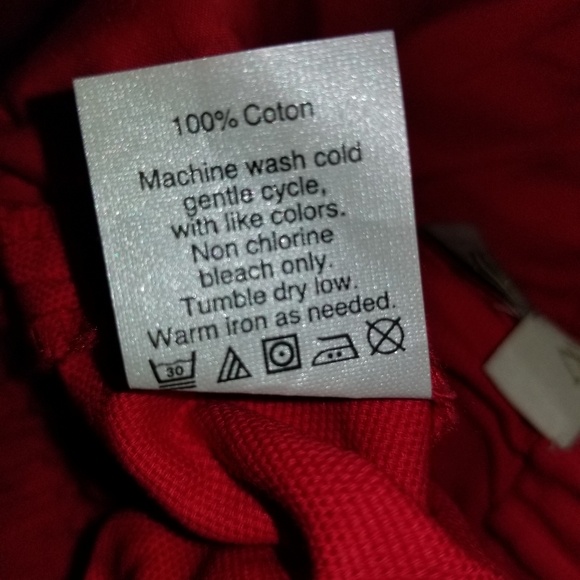 100% Coton
Machine wash cold
gentle cycle,
with like colors.
Non chlorine
bleach only.
Tumble dry low.
Warm iron as needed.
30